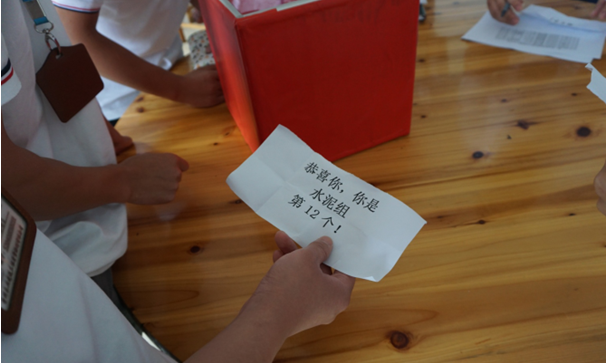 恭喜你，你是
水泥组
第 12 个！